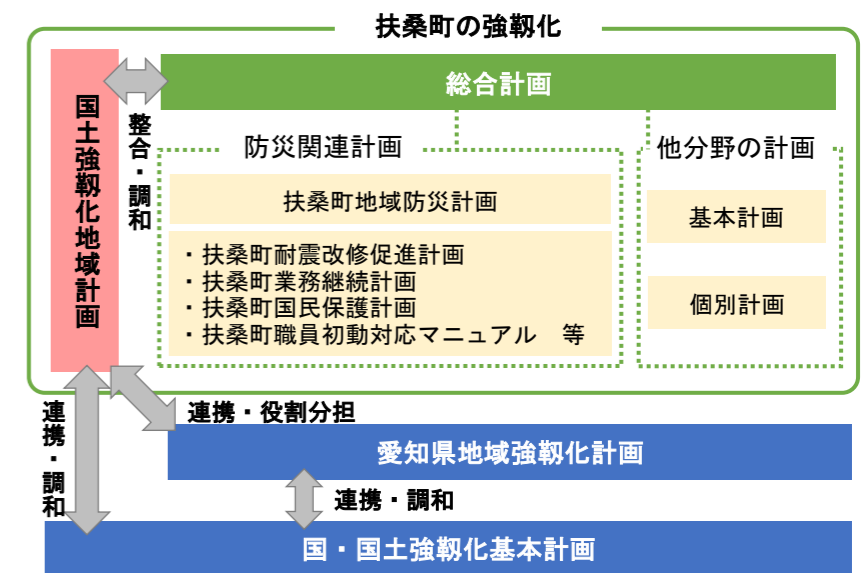 扶桑町の強靱化
国土強靱化地域計画
整合・調和
総合計画
防災関連計画
扶桑町地域防災計画
・扶桑町耐震改修促進計画
・扶桑町業務継続計画
・扶桑町国民保護計画
・扶桑町職員初動対応マニュアル　等
他分野の計画
基本計画
個別計画
連携・調和
連携・役割分担
愛知県地域強靱化計画
連携・調和
国・国土強靱化基本計画